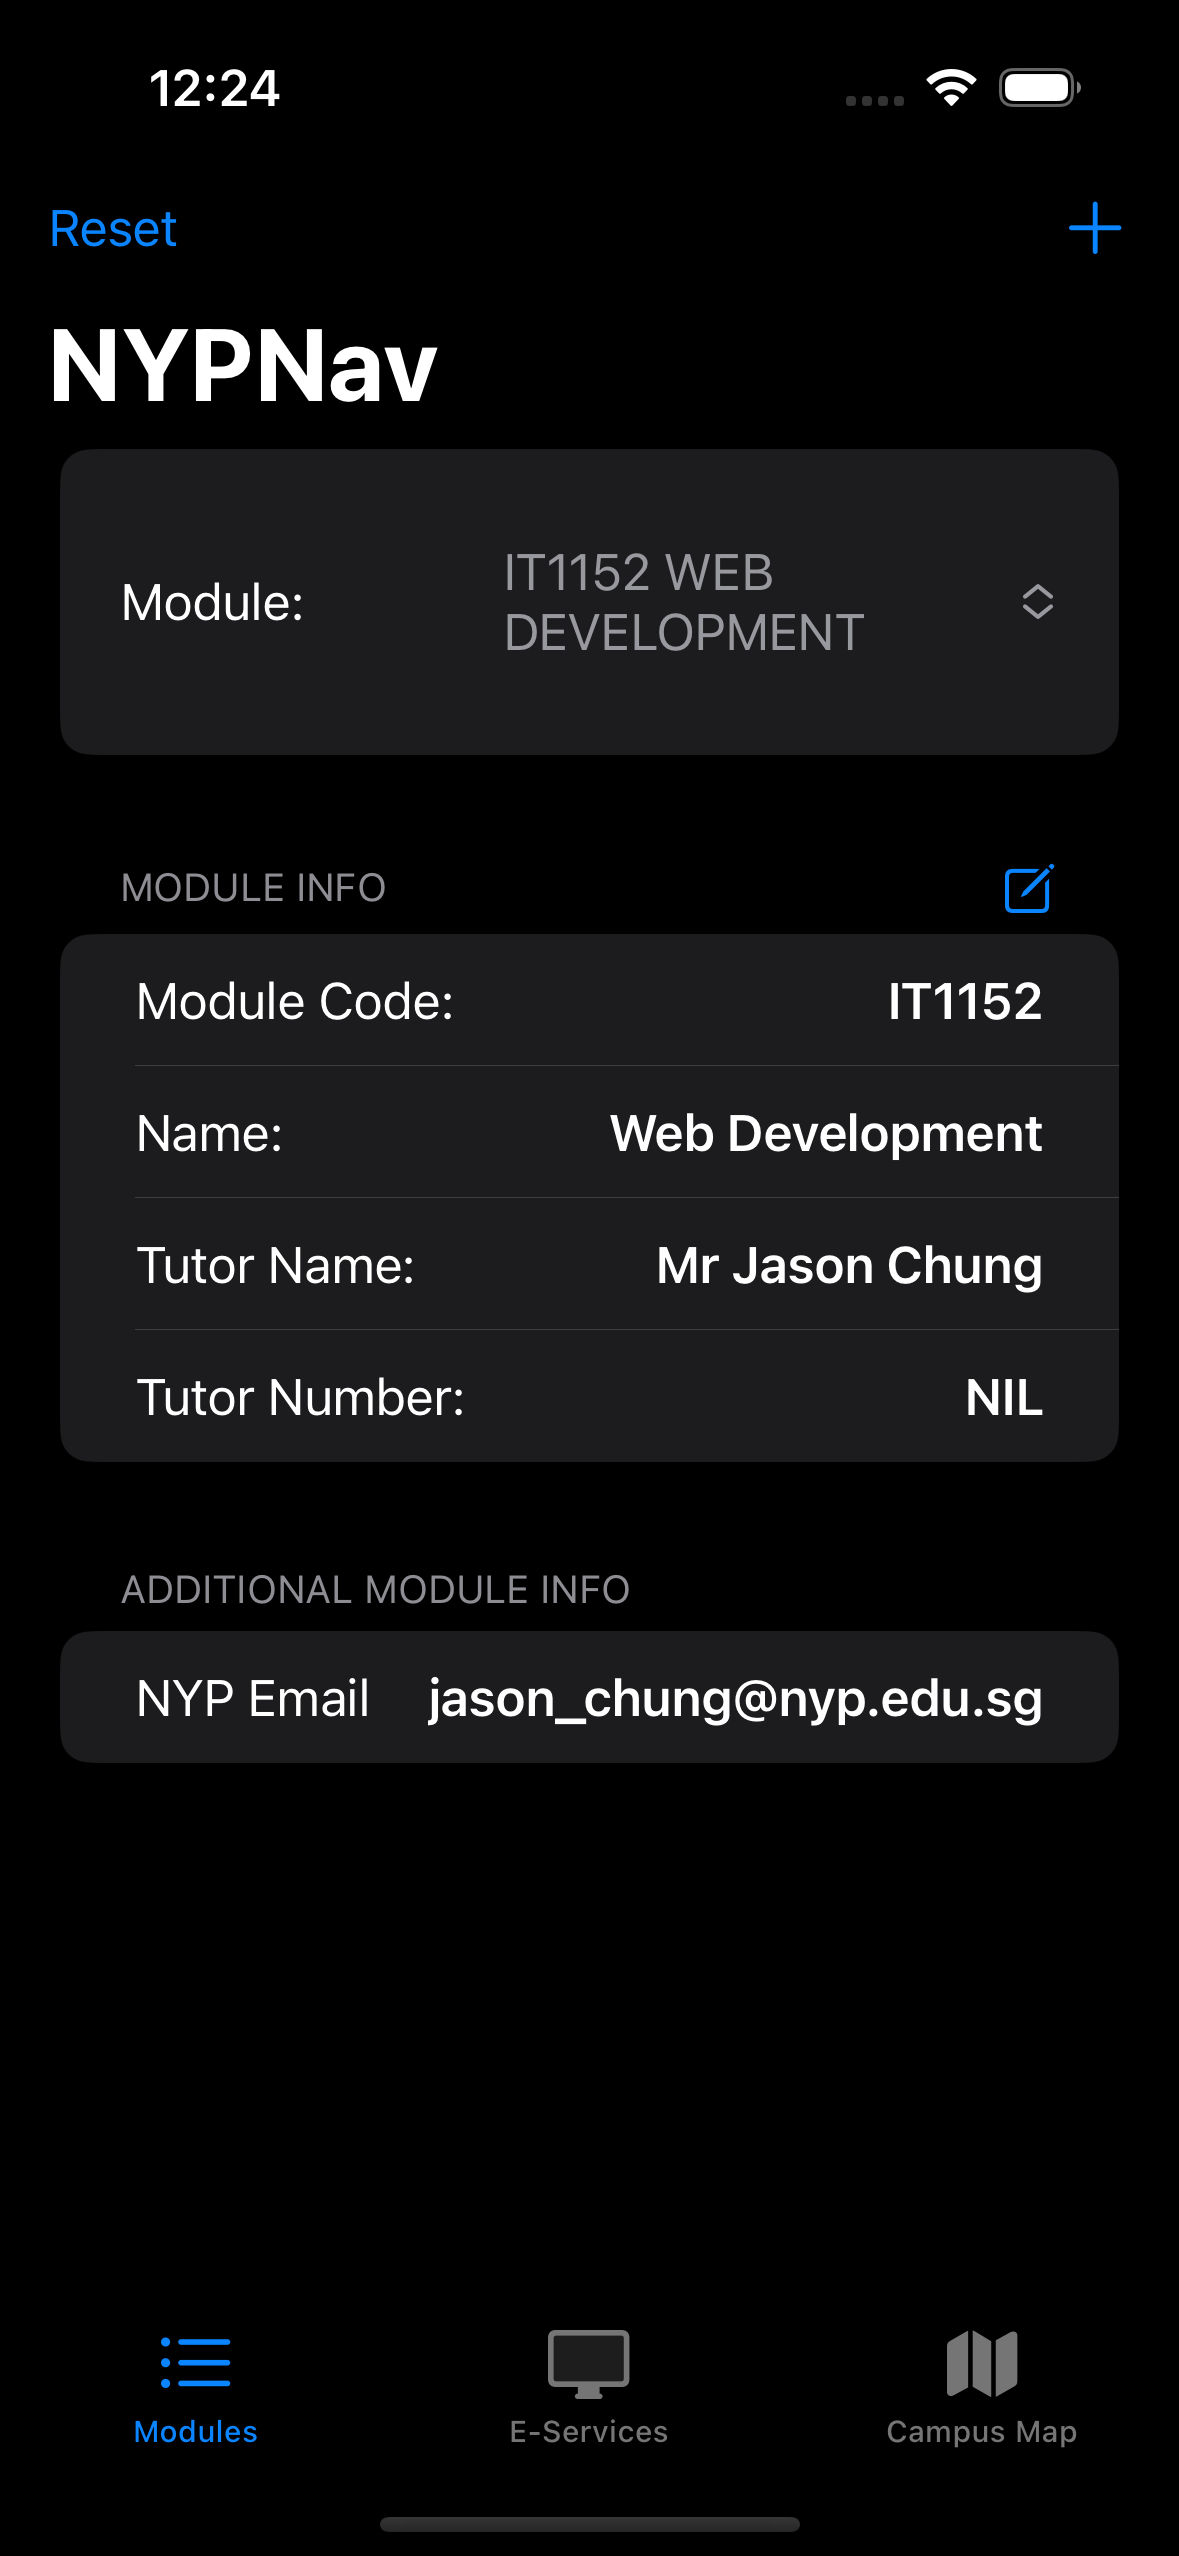 12:24
Reset
NYPNav
Module:
IT1152 WEB
DEVELOPMENT
MODULE INFO
Module Code: IT1152
Name: Web Development
Tutor Name: Mr Jason Chung
Tutor Number: NIL
ADDITIONAL MODULE INFO
NYP Email jason_chung@nyp.edu.sg
Modules E-Services Campus Map